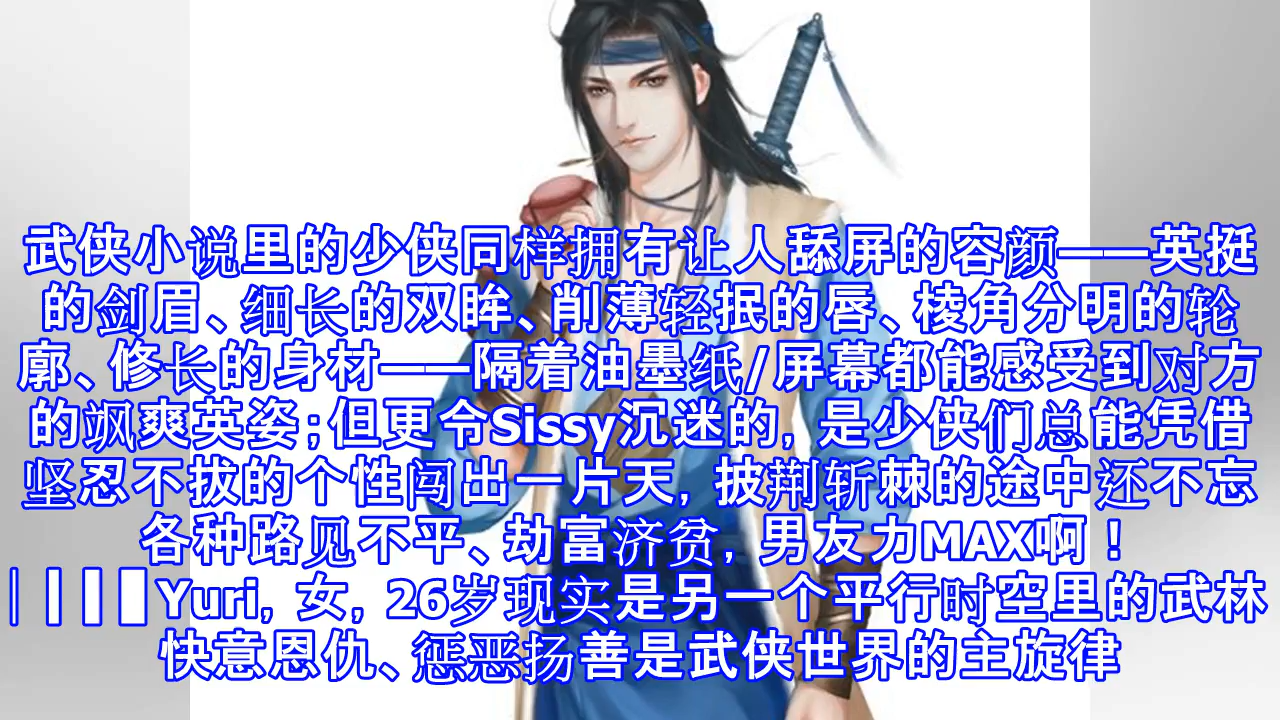 武侠小说里的少侠同样拥有让人舔屏的容颜——英挺
的剑眉、细长的双眸、削薄轻抿的唇、棱角分明的轮
廓、修长的身材——隔着油墨纸/屏幕都能感受到对方
的飒爽英姿；但更令Sissy沉迷的，是少侠们总能凭借
坚忍不拔的个性闯出一片天，披荆斩棘的途中还不忘
各种路见不平、劫富济贫，男友力MAX啊！
▏▎▍▌▋Yuri，女，26岁现实是另一个平行时空里的武林
快意恩仇、惩恶扬善是武侠世界的主旋律